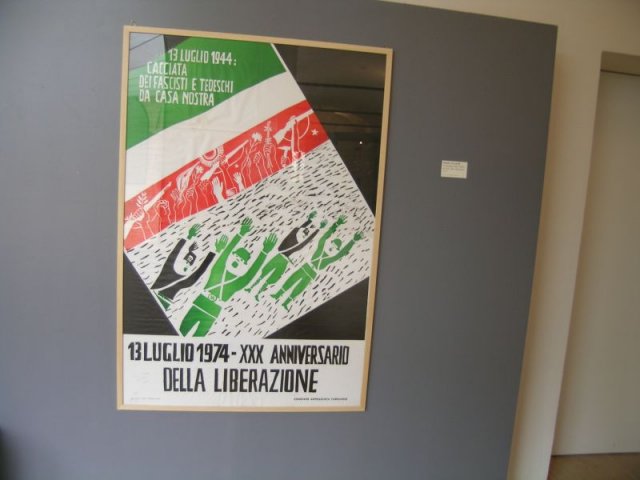 13 LUGLIO 1944:
CACCIATA
DEI FASCISTI E TEDESCHI
DA CASA NOSTRA
13 LUGLIO 1974 - XXX ANNIVERSARIO
DELLA LIBERAZIONE